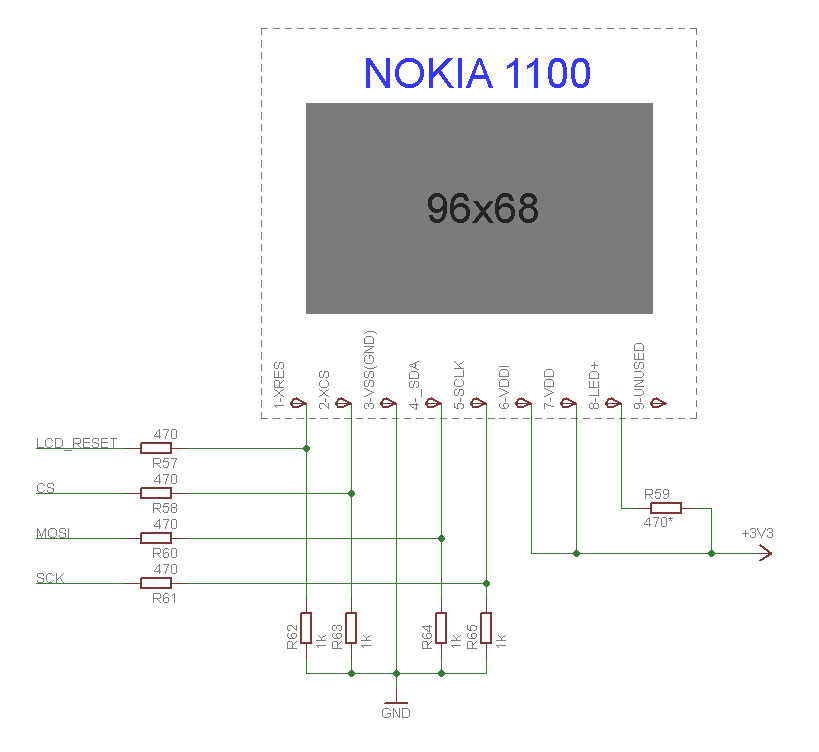 NOKIA 1100
96x68
1-XRES
2-XCS
3-VSS(GND)
4-_SDA
5-SCLK
6-VDDI
7-VDD
8-LED+
9-UNUSED
LCD_RESET
470
R57
CS
470
R58
MOSI
470
R60
SCK
470
R61
R59
470*
+3V3
R62
1k
R63
1k
R64
1k
R65
1k
GND